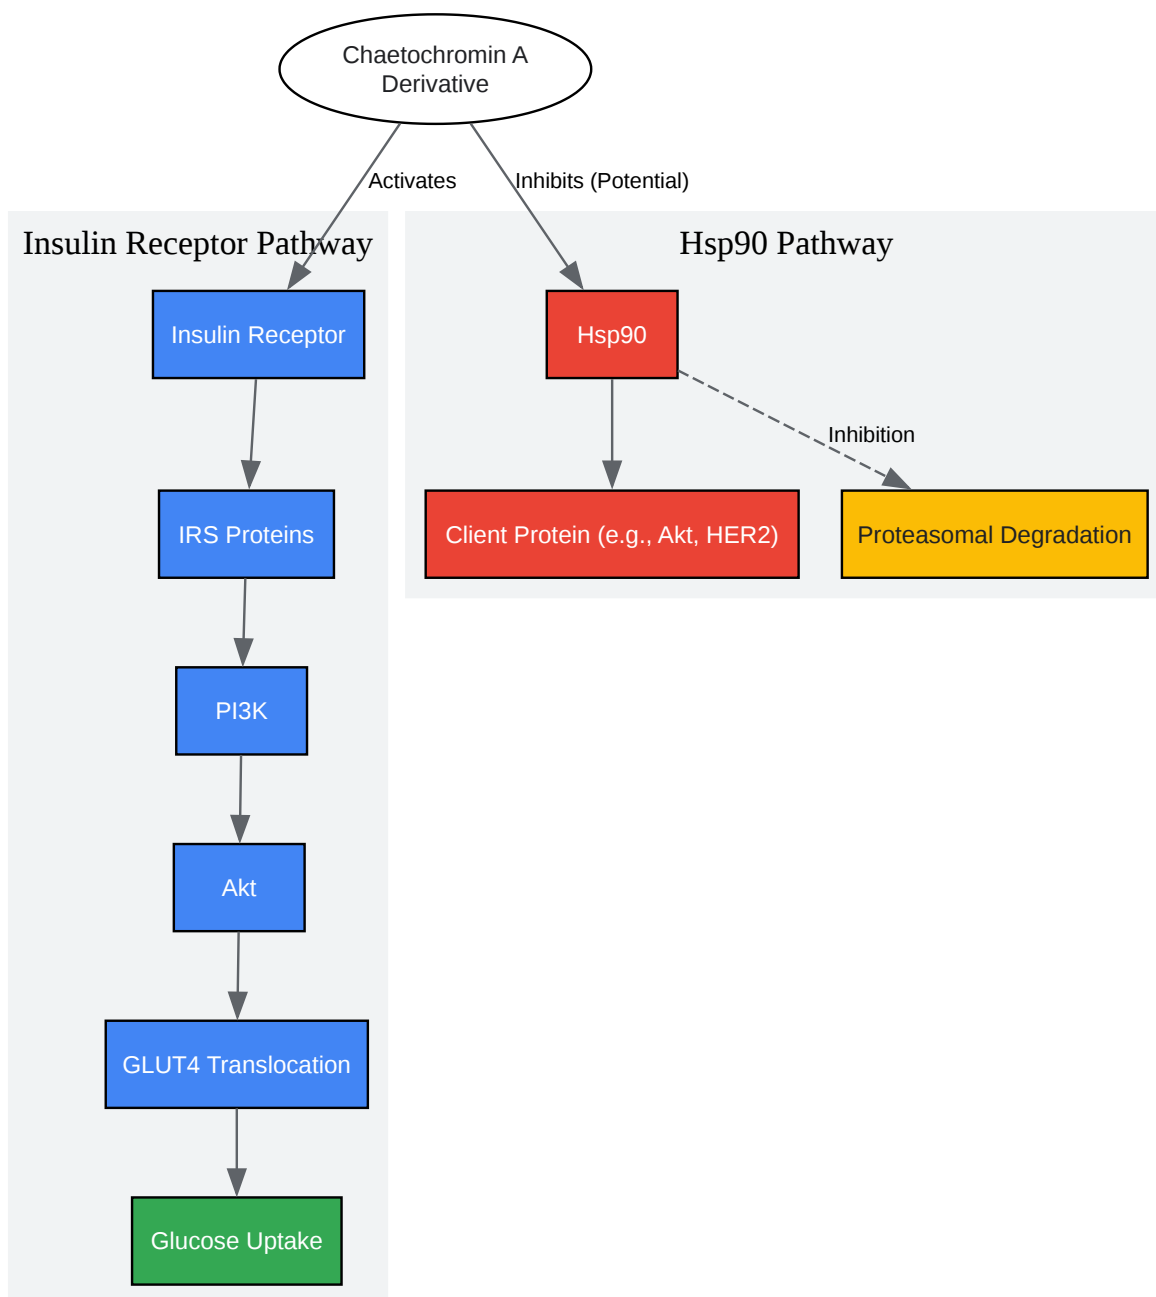 Chaetochromin A
Derivative
Activates
Inhibits (Potential)
Insulin Receptor Pathway
Hsp90 Pathway
Insulin Receptor
Hsp90
Inhibition
IRS Proteins
Client Protein (e.g., Akt, HER2)
Proteasomal Degradation
PI3K
Akt
GLUT4 Translocation
Glucose Uptake